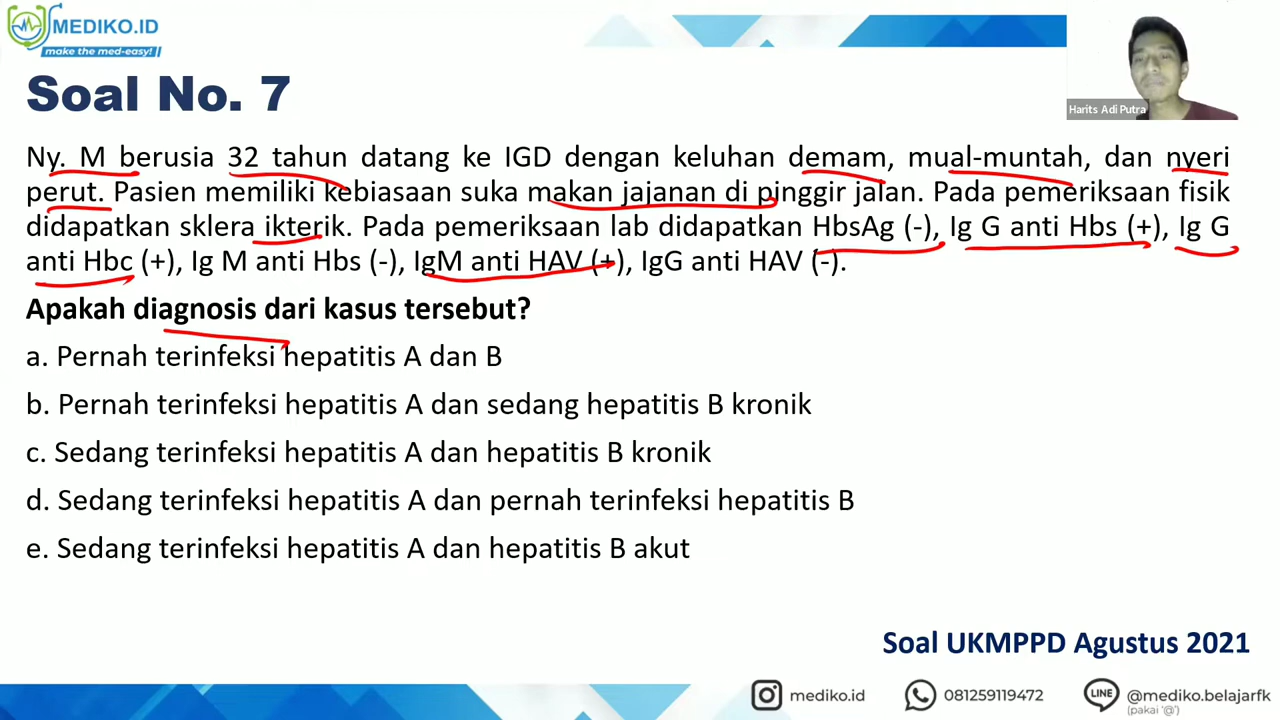 MEDIKO.ID
make the med-easy!
Harits Adi Putra
Soal No. 7
Ny. M berusia 32 tahun datang ke IGD dengan keluhan demam, mual-muntah, dan nyeri
perut. Pasien memiliki kebiasaan suka makan jajanan di pinggir jalan. Pada pemeriksaan fisik
didapatkan sklera ikterik. Pada pemeriksaan lab didapatkan HbsAg (-), Ig G anti Hbs (+), Ig G
anti Hbc (+), Ig M anti Hbs (-), IgM anti HAV (+), IgG anti HAV (-).
Apakah diagnosis dari kasus tersebut?
a. Pernah terinfeksi hepatitis A dan B
b. Pernah terinfeksi hepatitis A dan sedang hepatitis B kronik
c. Sedang terinfeksi hepatitis A dan hepatitis B kronik
d. Sedang terinfeksi hepatitis A dan pernah terinfeksi hepatitis B
e. Sedang terinfeksi hepatitis A dan hepatitis B akut
Soal UKMPPD Agustus 2021
mediko.id
081259119472
LINE
@mediko.belajarfk
(pakai '@')